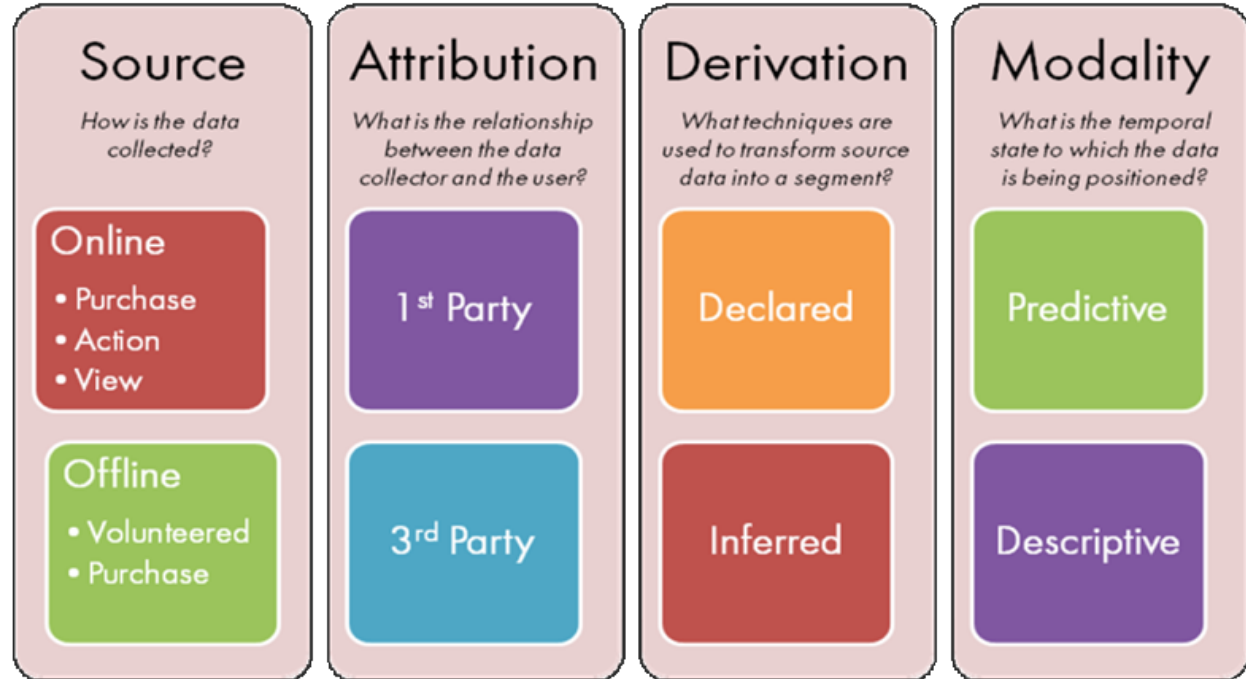 Source
How is the data
collected?
Online
• Purchase
• Action
• View
Offline
• Volunteered
• Purchase
Attribution
What is the relationship
between the data
collector and the user?
1st Party
3rd Party
Derivation
What techniques are
used to transform source
data into a segment?
Declared
Inferred
Modality
What is the temporal
state to which the data
is being positioned?
Predictive
Descriptive